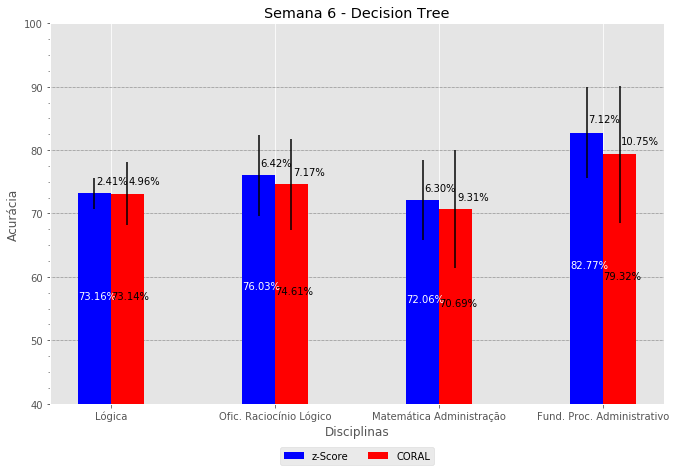 Semana 6 - Decision Tree
Acurácia
100
90
80
70
60
50
40
2.41% 4.96%
6.42% 7.17%
6.30% 9.31%
7.12% 10.75%
73.16% 73.14%
76.03% 74.61%
72.06% 70.69%
82.77% 79.32%
Lógica
Ofic. Raciocínio Lógico
Matemática Administração
Fund. Proc. Administrativo
Disciplinas
z-Score
CORAL